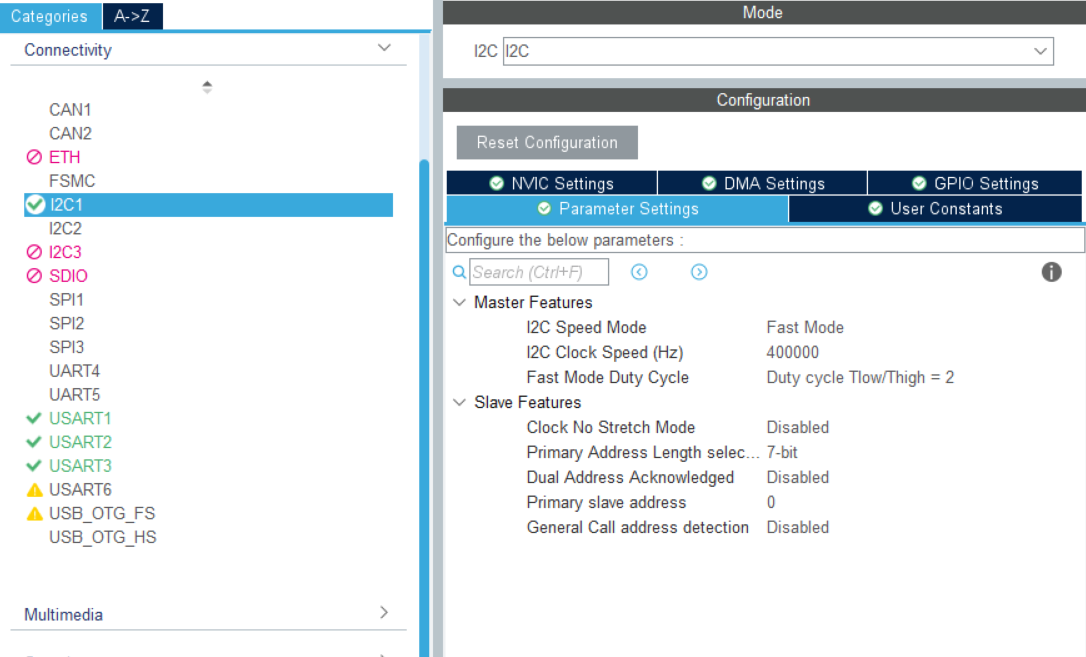 Categories A->Z
Connectivity
CAN1
CAN2
ETH
FSMC
I2C1
I2C2
I2C3
SDIO
SPI1
SPI2
SPI3
UART4
UART5
USART1
USART2
USART3
USART6
USB_OTG_FS
USB_OTG_HS
Multimedia
Mode
I2C I2C
Configuration
Reset Configuration
NVIC Settings DMA Settings GPIO Settings
Parameter Settings User Constants
Configure the below parameters :
Search (Ctrl+F)
Master Features
I2C Speed Mode Fast Mode
I2C Clock Speed (Hz) 400000
Fast Mode Duty Cycle Duty cycle Tlow/Thigh = 2
Slave Features
Clock No Stretch Mode Disabled
Primary Address Length selec... 7-bit
Dual Address Acknowledged Disabled
Primary slave address 0
General Call address detection Disabled